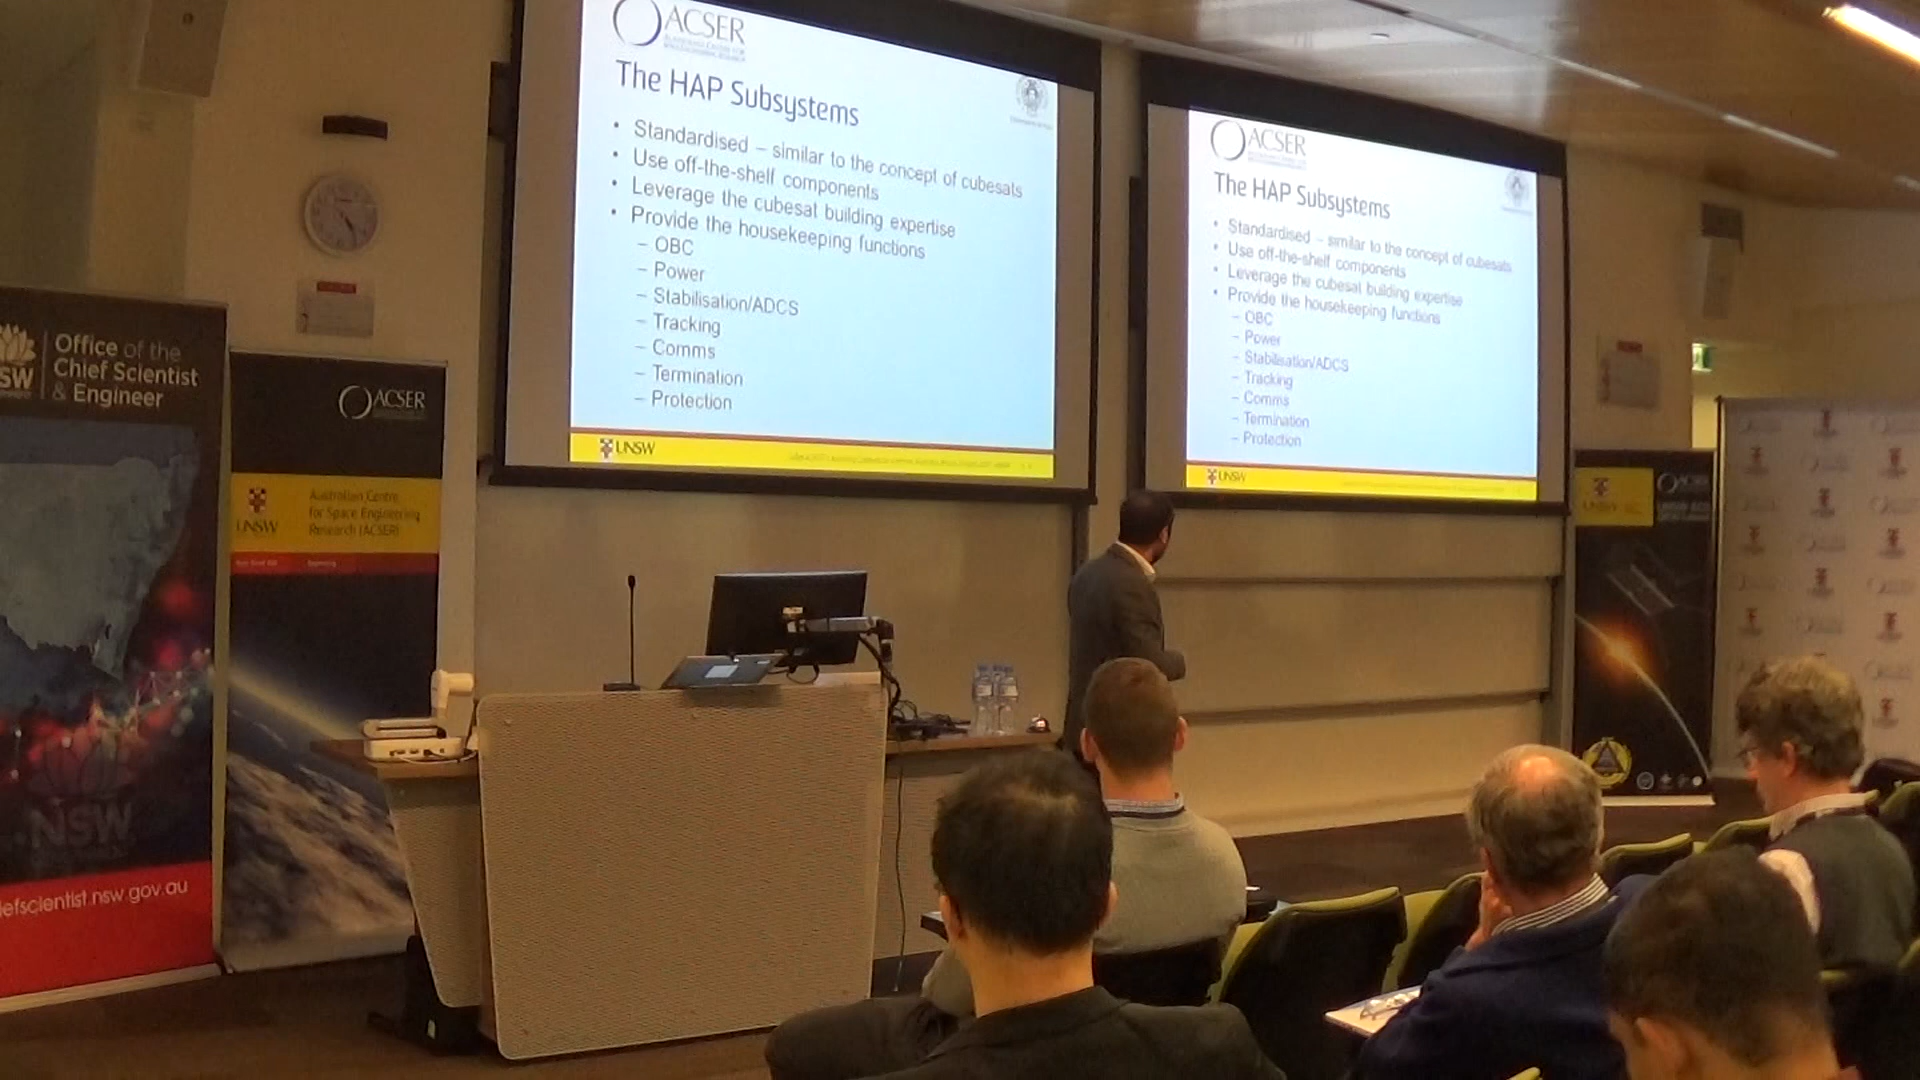 ACSER
The HAP Subsystems
• Standardised – similar to the concept of cubesats
• Use off-the-shelf components
• Leverage the cubesat building expertise
• Provide the housekeeping functions
– OBC
– Power
– Stabilisation/ADCS
– Tracking
– Comms
– Termination
– Protection
UNSW
ACSER
The HAP Subsystems
• Standardised – similar to the concept of cubesats
• Use off-the-shelf components
• Leverage the cubesat building expertise
• Provide the housekeeping functions
– OBC
– Power
– Stabilisation/ADCS
– Tracking
– Comms
– Termination
– Protection
UNSW
Office of the
Chief Scientist
& Engineer
NSW
efscientist.nsw.gov.au
ACSER
UNSW
Australian Centre
for Space Engineering
Research (ACSER)
ACSER